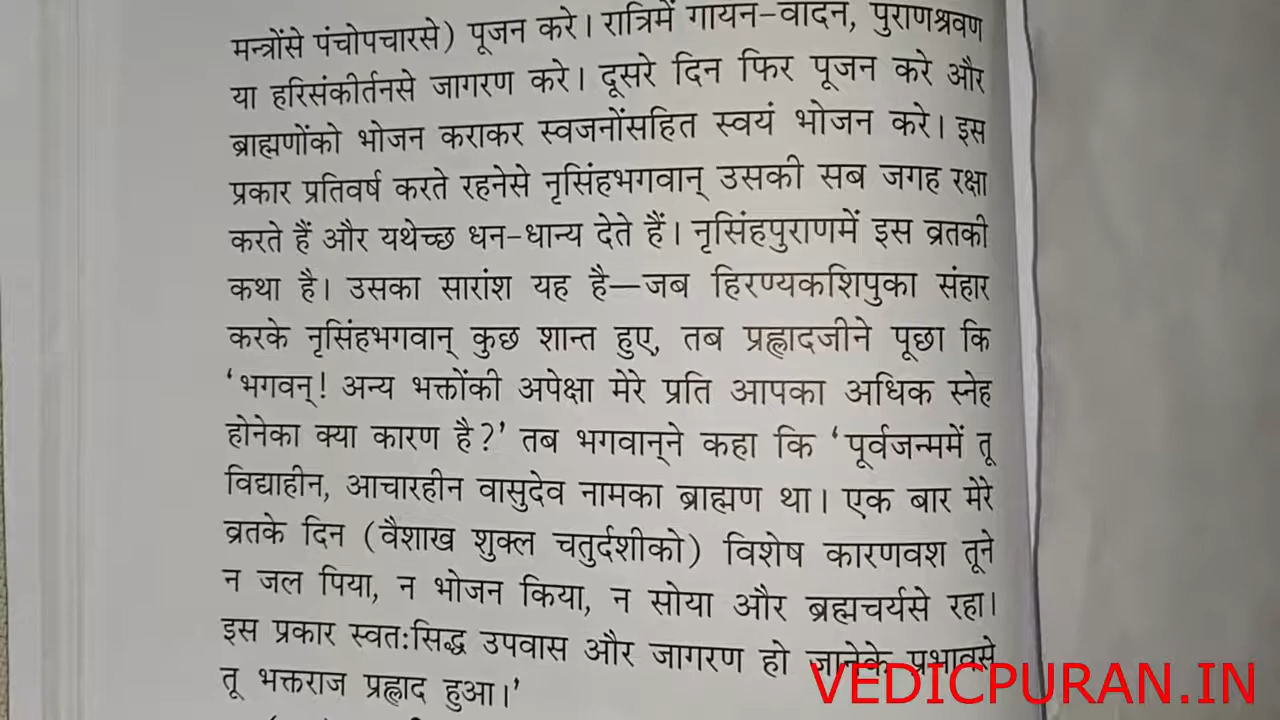 मन्त्रोंसे पंचोपचारसे) पूजन करे। रात्रिमें गायन-वादन, पुराणश्रवण
या हरिसंकीर्तनसे जागरण करे। दूसरे दिन फिर पूजन करे और
ब्राह्मणोंको भोजन कराकर स्वजनोंसहित स्वयं भोजन करे। इस
प्रकार प्रतिवर्ष करते रहनेसे नृसिंहभगवान् उसकी सब जगह रक्षा
करते हैं और यथेच्छ धन-धान्य देते हैं। नृसिंहपुराणमें इस व्रतकी
कथा है। उसका सारांश यह है—जब हिरण्यकशिपुका संहार
करके नृसिंहभगवान् कुछ शान्त हुए, तब प्रह्लादजीने पूछा कि
‘भगवन्! अन्य भक्तोंकी अपेक्षा मेरे प्रति आपका अधिक स्नेह
होनेका क्या कारण है?’ तब भगवान्‌ने कहा कि ‘पूर्वजन्ममें तू
विद्याहीन, आचारहीन वासुदेव नामका ब्राह्मण था। एक बार मेरे
व्रतके दिन (वैशाख शुक्ल चतुर्दशीको) विशेष कारणवश तूने
न जल पिया, न भोजन किया, न सोया और ब्रह्मचर्यसे रहा।
इस प्रकार स्वतःसिद्ध उपवास और जागरण हो जानेके प्रभावसे
तू भक्तराज प्रह्लाद हुआ।’
VEDICPURAN.IN